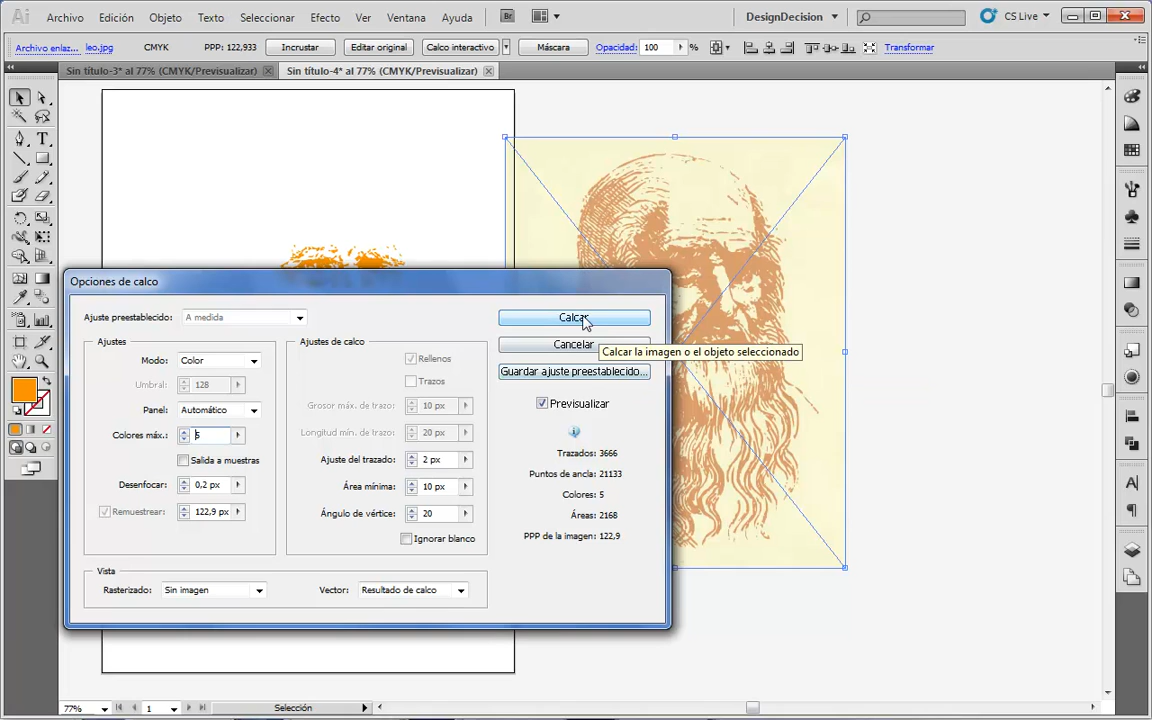 Ai Archivo Edición Objeto Texto Seleccionar Efecto Ver Ventana Ayuda Br DesignDecision CS Live
Archivo enlaz... leo.jpg CMYK PPP: 122,933 Incrustar Editar original Calco interactivo Máscara Opacidad: 100 % Transformar
Sin título-3* al 77% (CMYK/Previsualizar) Sin título-4* al 77% (CMYK/Previsualizar)
Opciones de calco
Ajuste preestablecido: A medida
Calcar
Ajustes
Ajustes de calco
Cancelar
Calcar la imagen o el objeto seleccionado
Modo: Color
Rellenos
Guardar ajuste preestablecido...
Umbral: 128
Trazos
Panel: Automático
Grosor máx. de trazo: 10 px
Previsualizar
Colores máx.: 5
Longitud mín. de trazo: 20 px
Salida a muestras
Ajuste del trazado: 2 px
Trazados: 3666
Desenfocar: 0,2 px
Área mínima: 10 px
Puntos de ancla: 21133
Colores: 5
Remuestrear: 122,9 px
Ángulo de vértice: 20
Áreas: 2168
Ignorar blanco
PPP de la imagen: 122,9
Vista
Rasterizado: Sin imagen
Vector: Resultado de calco
77% 1 Selección